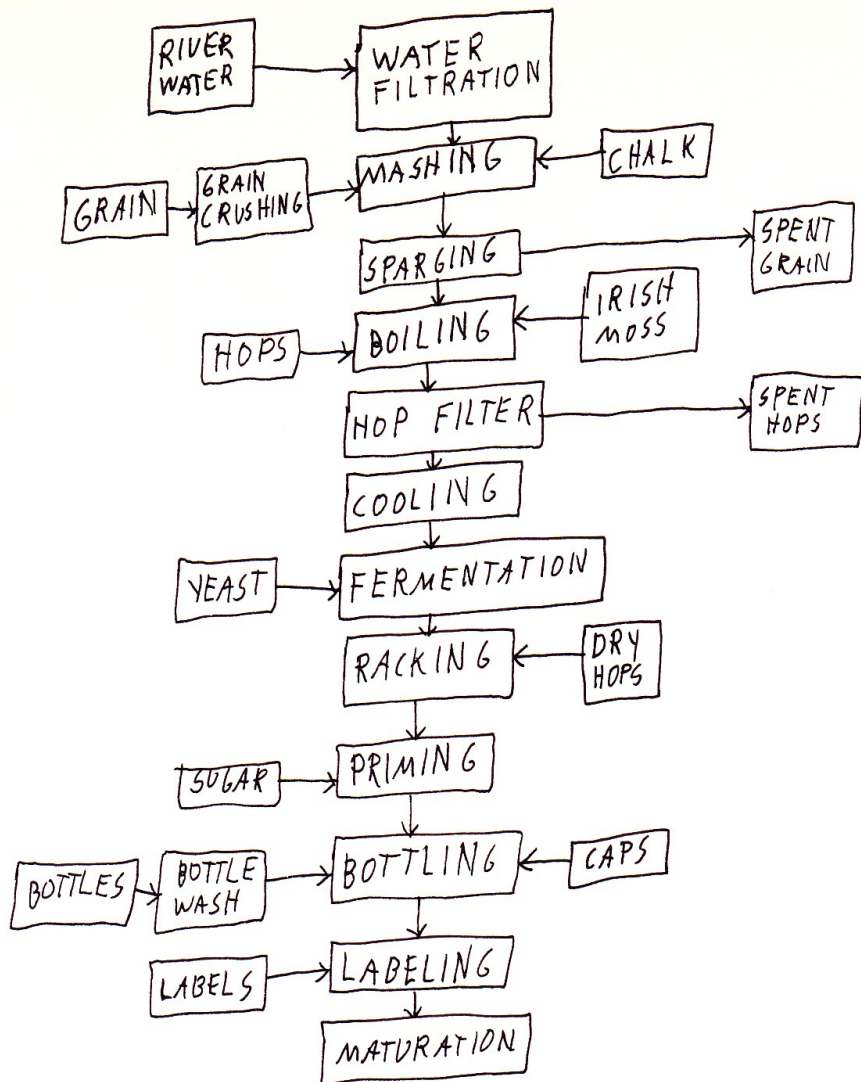 RIVER
WATER
WATER
FILTRATION
MASHING
CHALK
GRAIN
GRAIN
CRUSHING
SPARGING
SPENT
GRAIN
HOPS
BOILING
IRISH
MOSS
HOP FILTER
SPENT
HOPS
COOLING
YEAST
FERMENTATION
RACKING
DRY
HOPS
SUGAR
PRIMING
BOTTLES
BOTTLE
WASH
BOTTLING
CAPS
LABELS
LABELING
MATURATION